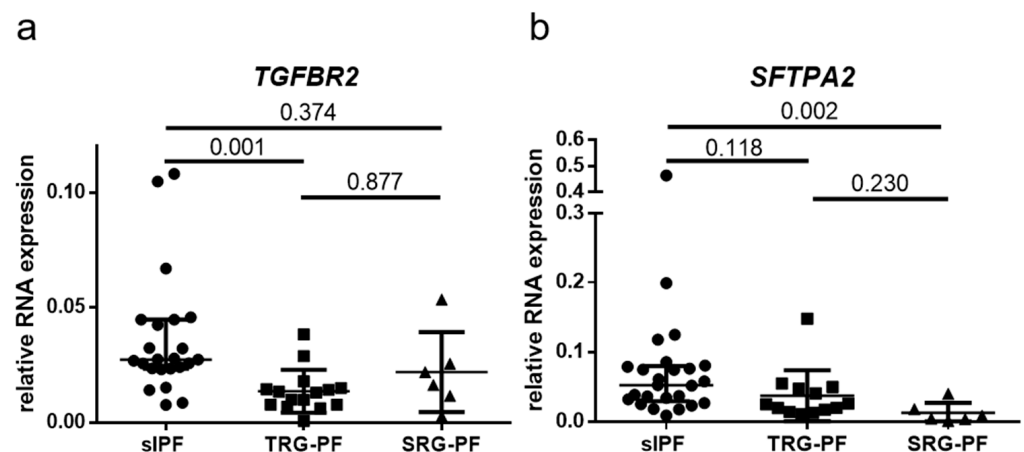 a
TGFBR2
0.374
0.001
0.877
relative RNA expression
0.10
0.05
0.00
sIPF
TRG-PF
SRG-PF
b
SFTPA2
0.002
0.118
0.230
relative RNA expression
0.6
0.5
0.4
0.3
0.2
0.1
0.0
sIPF
TRG-PF
SRG-PF